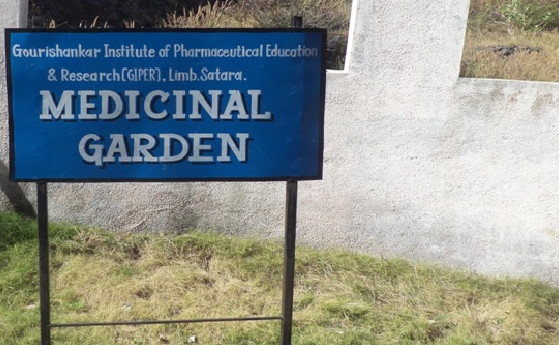 Gourishankar Institute of Pharmaceutical Education
& Research [GIPER], Limb. Satara.
MEDICINAL
GARDEN